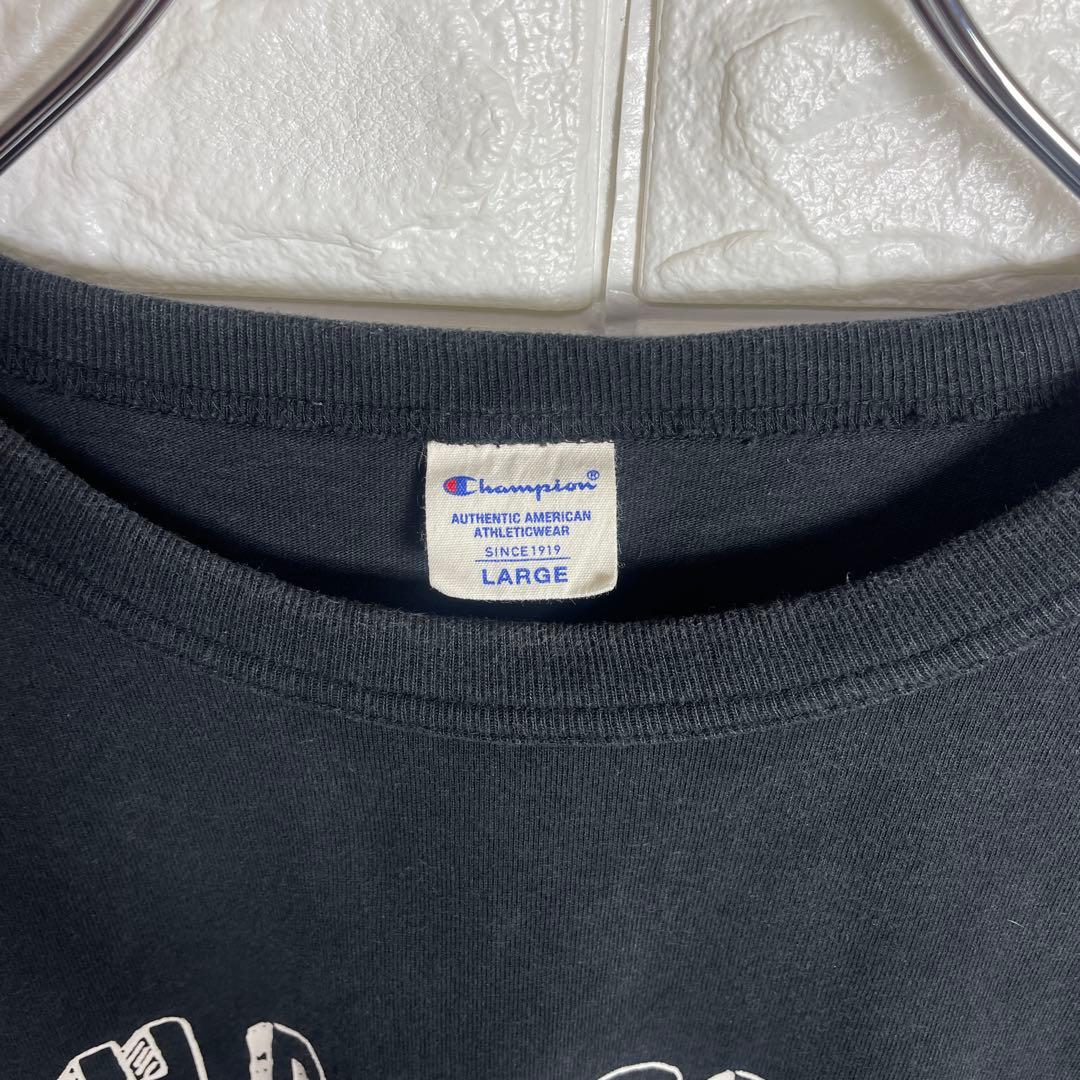 Champion®
AUTHENTIC AMERICAN
ATHLETICWEAR
SINCE 1919
LARGE